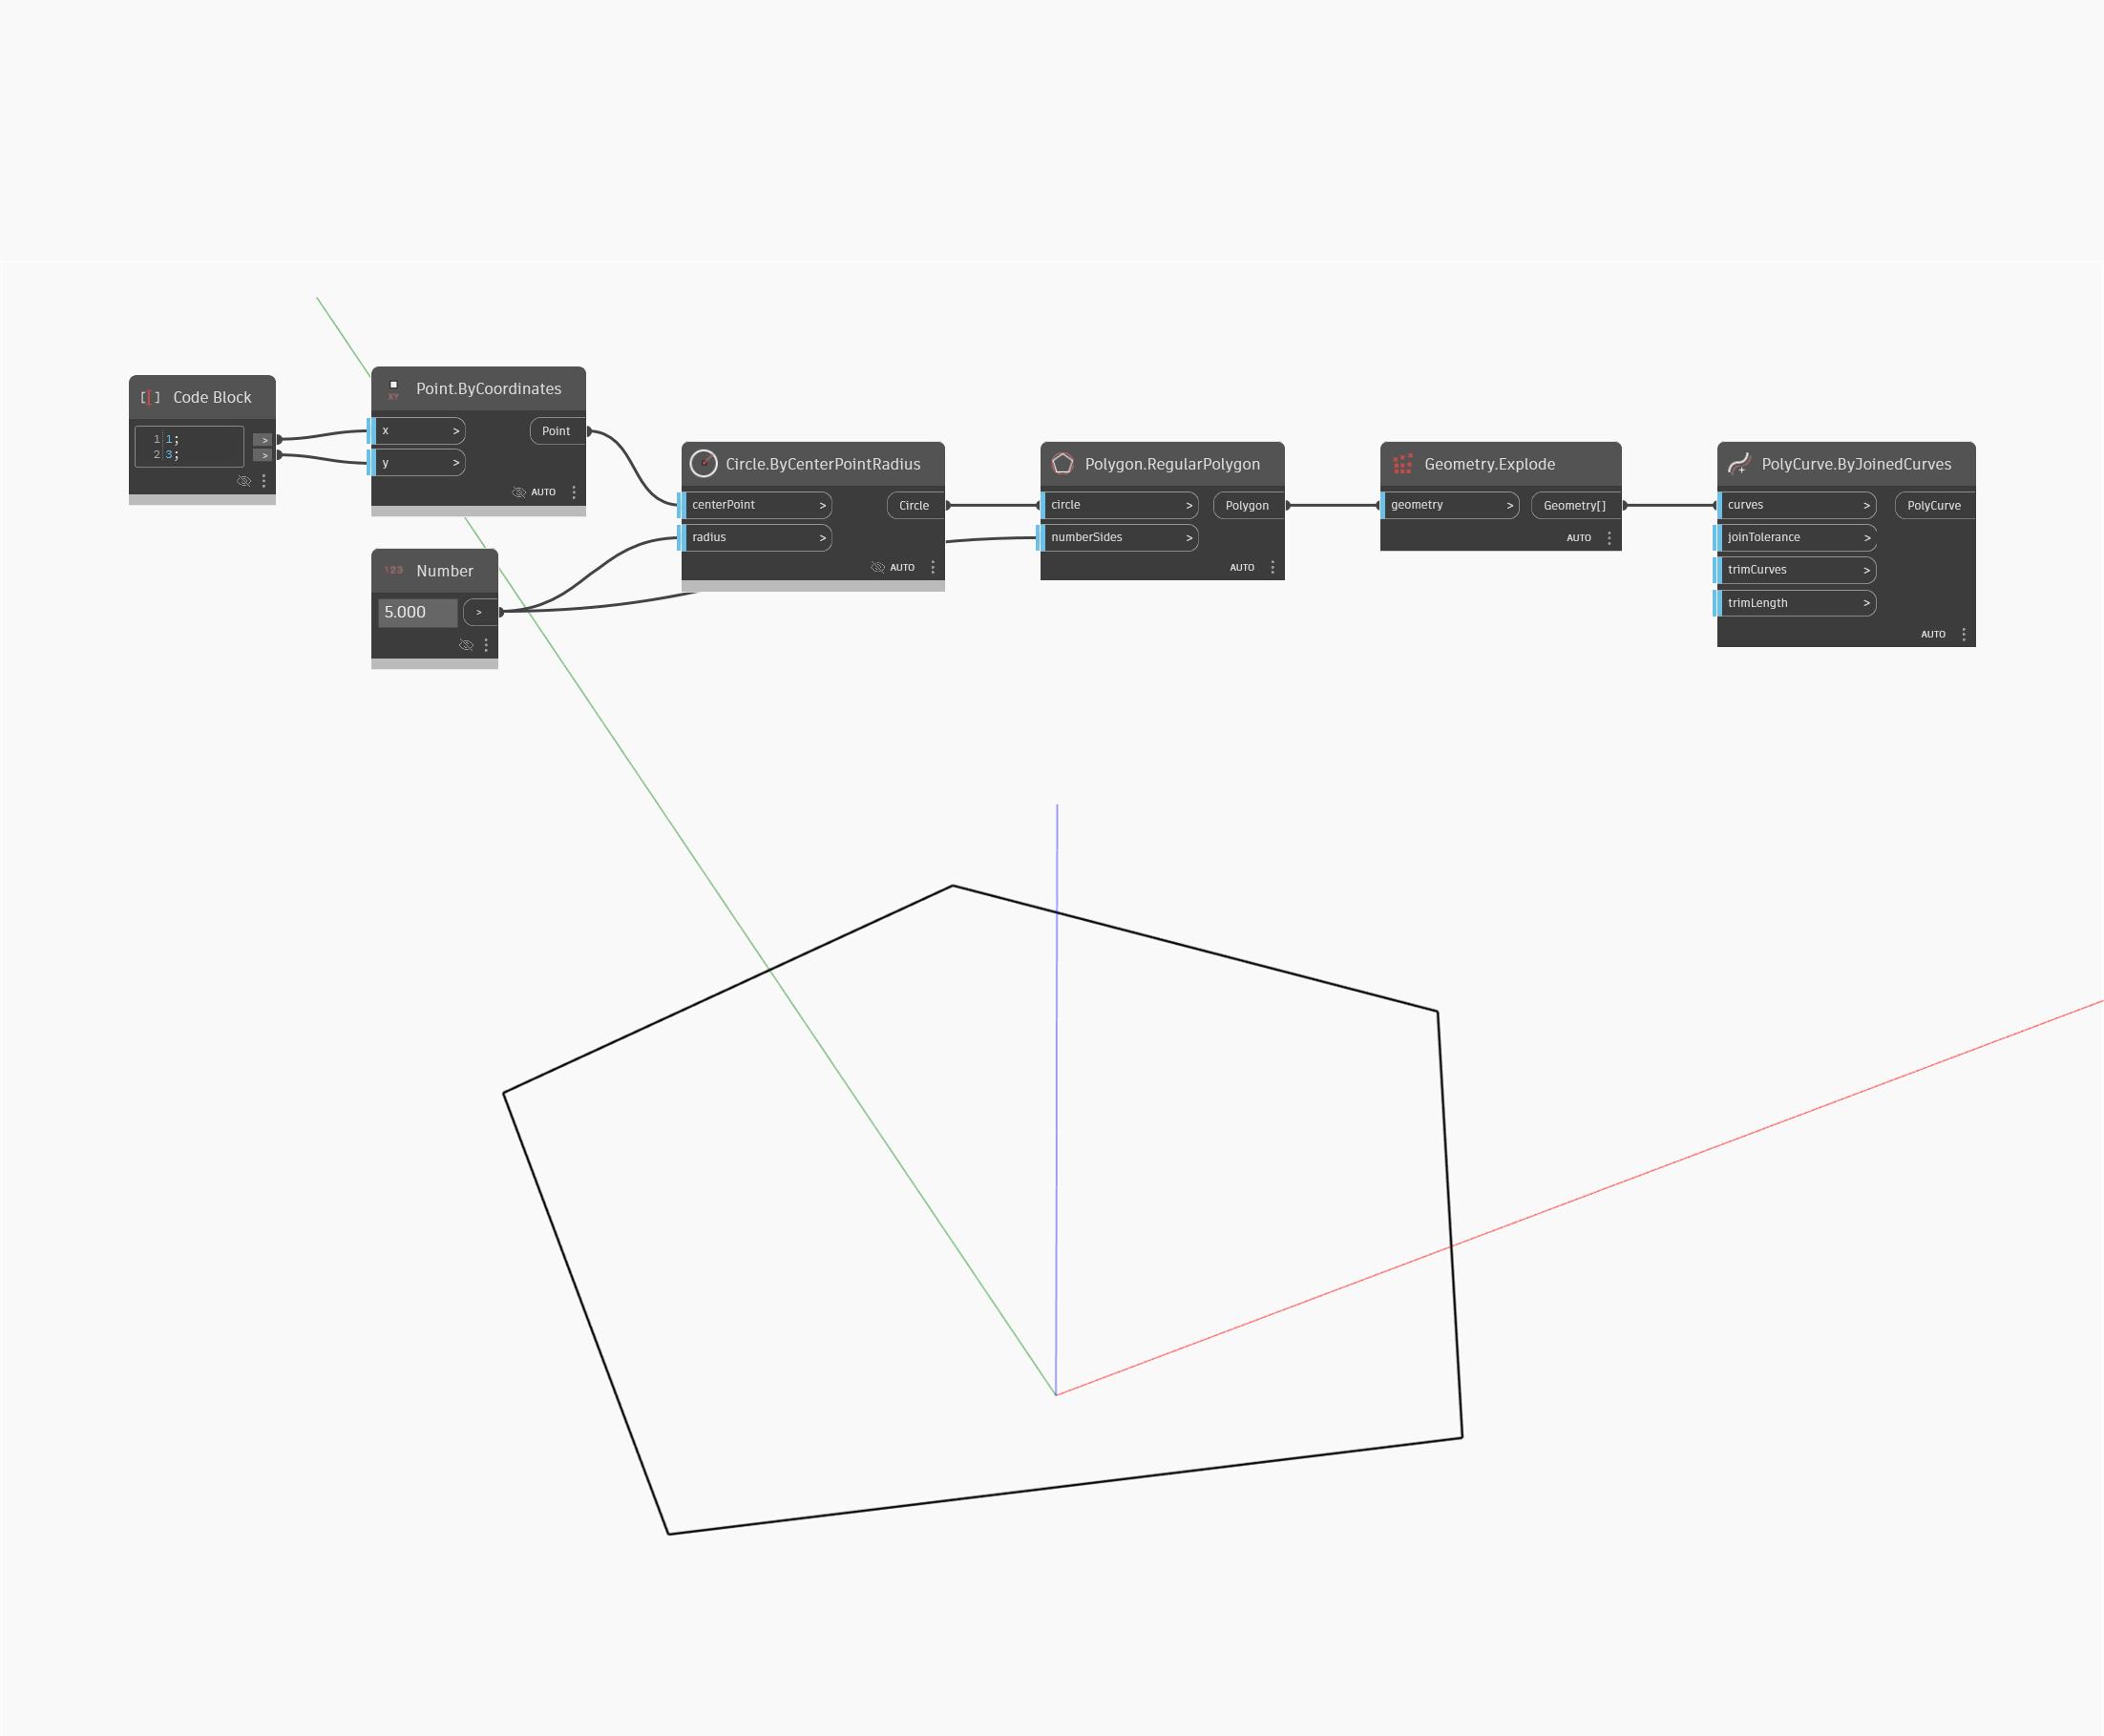 Code Block
1 1;
2 3;
>
>
XY
Point.ByCoordinates
x >
y >
Point
AUTO
123
Number
5.000
>
Circle.ByCenterPointRadius
centerPoint >
radius >
Circle
AUTO
Polygon.RegularPolygon
circle >
numberSides >
Polygon
AUTO
Geometry.Explode
geometry >
Geometry[]
AUTO
PolyCurve.ByJoinedCurves
curves >
joinTolerance >
trimCurves >
trimLength >
PolyCurve
AUTO